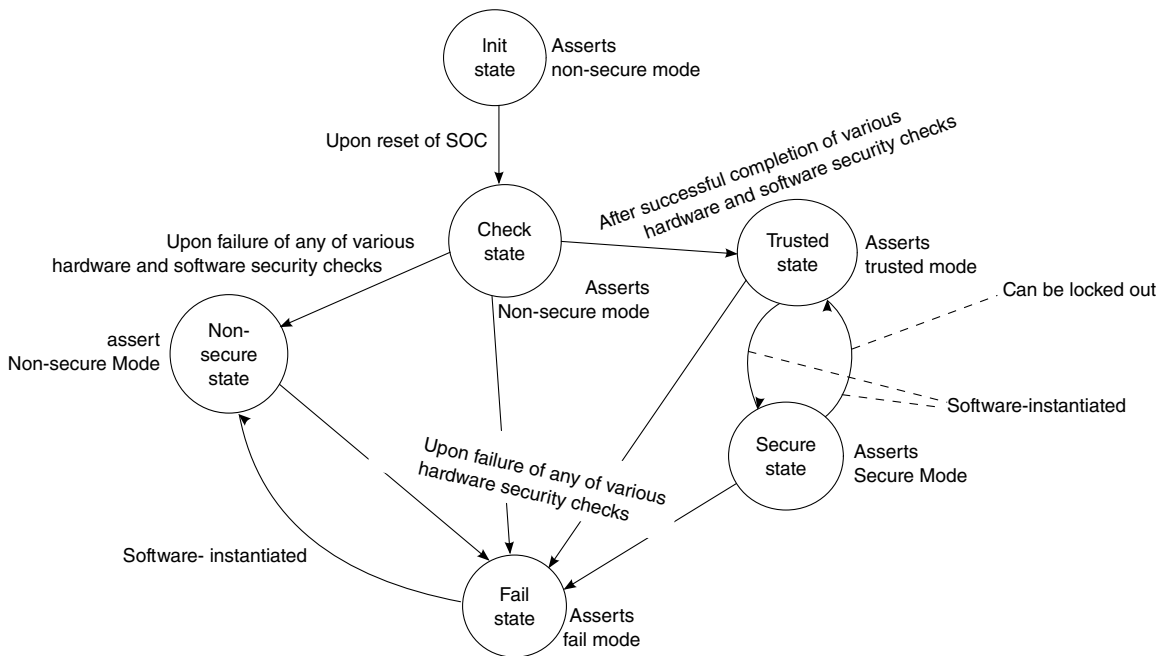 Init
state
Asserts
non-secure mode
Upon reset of SOC
After successful completion of various
hardware and software security checks
Check
state
Upon failure of any of various
hardware and software security checks
Trusted
state
Asserts
trusted mode
Asserts
Non-secure mode
Can be locked out
assert
Non-secure Mode
Non-
secure
state
Software-instantiated
Upon failure of any of various
hardware security checks
Secure
state
Asserts
Secure Mode
Software- instantiated
Fail
state
Asserts
fail mode